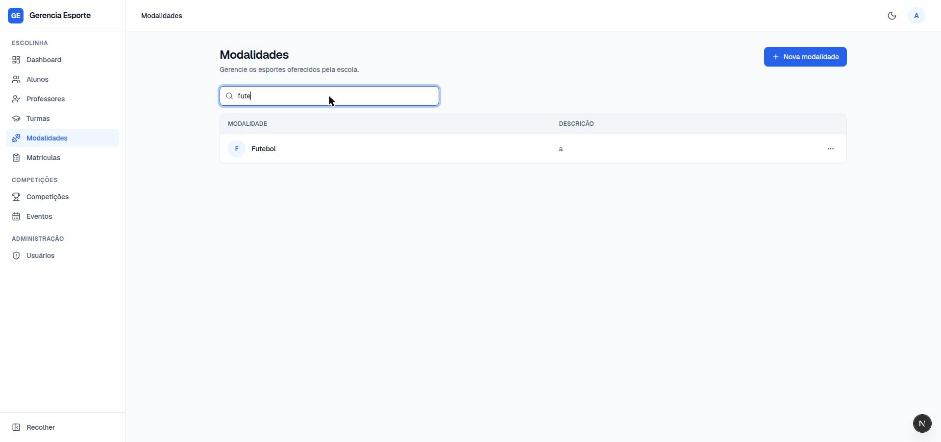 GE Gerencia Esporte
Modalidades
A
ESCOLINHA
Dashboard
Alunos
Professores
Turmas
Modalidades
Matrículas
COMPETIÇÕES
Competições
Eventos
ADMINISTRAÇÃO
Usuários
Recolher
Modalidades
Gerencie os esportes oferecidos pela escola.
+ Nova modalidade
fute
MODALIDADE DESCRIÇÃO
F Futebol a ...
N